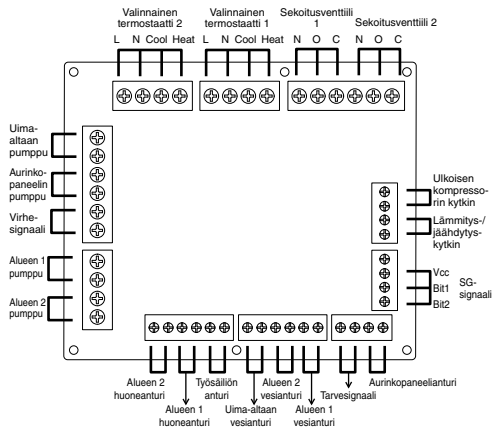 Valinnainen termostaatti 2
L N Cool Heat
Valinnainen termostaatti 1
L N Cool Heat
Sekoitusventtiili 1
N O C
Sekoitusventtiili 2
N O C
Uima-
altaan
pumppu
Aurinko-
paneelin
pumppu
Virhe-
signaali
Alueen 1
pumppu
Alueen 2
pumppu
Ulkoisen
kompresso-
rin kytkin
Lämmitys-/
jäähdytys-
kytkin
Vcc
Bit1
Bit2
SG-
signaali
Alueen 2
huoneanturi
Alueen 1
huoneanturi
Työsäiliön
anturi
Uima-altaan
vesianturi
Alueen 2
vesianturi
Alueen 1
vesianturi
Tarvesignaali
Aurinkopaneelianturi